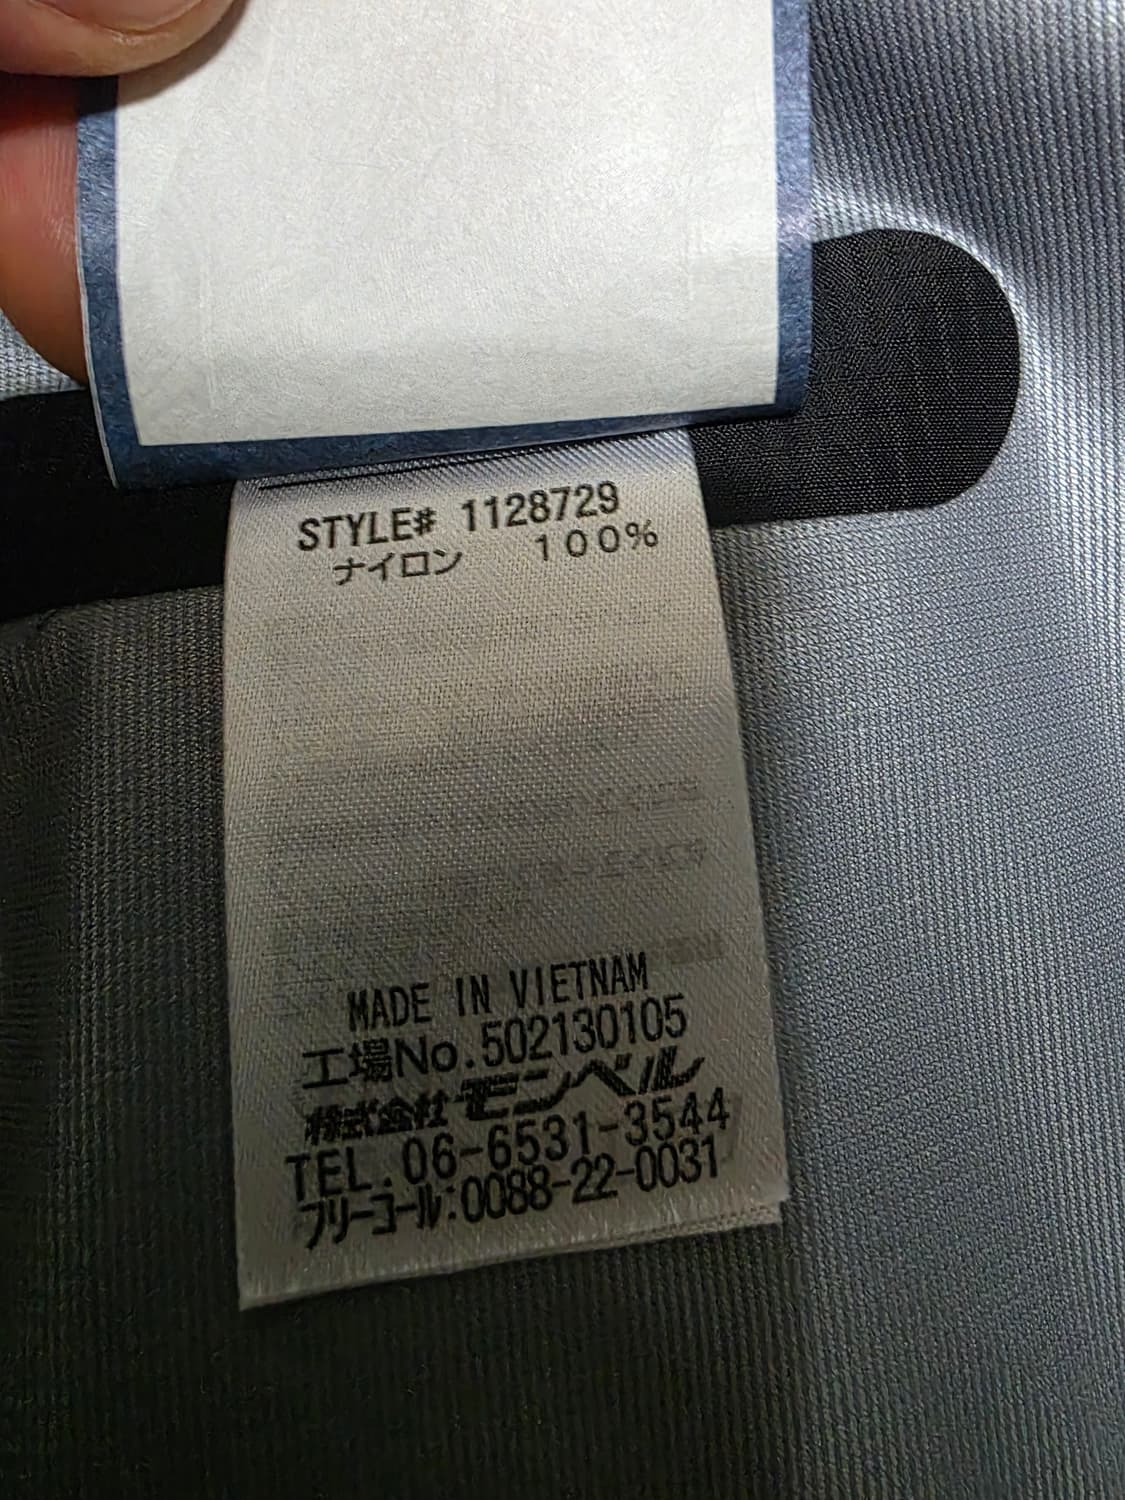 STYLE# 1128729
ナイロン 100%
MADE IN VIETNAM
工場No.502130105
株式会社 モンベル
TEL.06-6531-3544
フリーコール:0088-22-0031